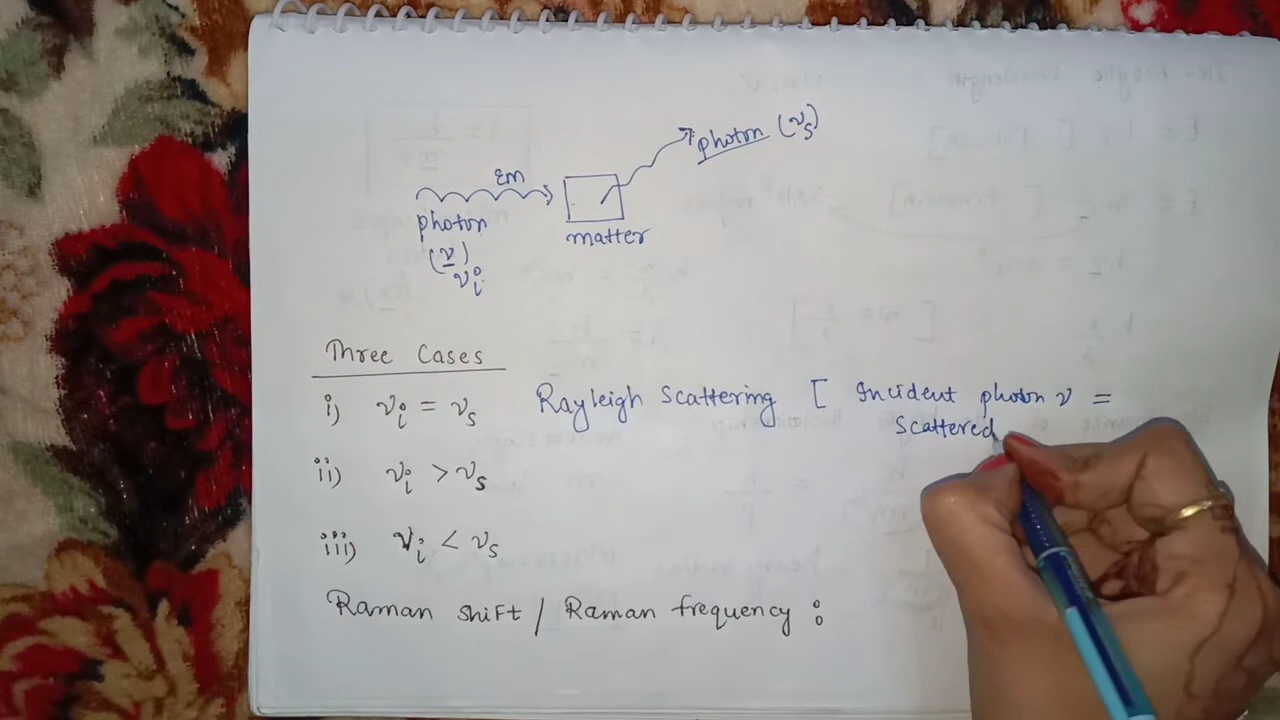 photon (νs)
EM
photon
matter
(ν)
νi
Three Cases
i) νi = νs Rayleigh Scattering [ Incident photon ν =
Scattered
ii) νi > νs
iii) νi < νs
Raman shift / Raman frequency :